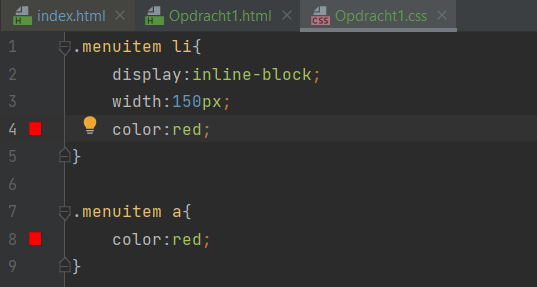 index.html Opdracht1.html Opdracht1.css
1 .menuitem li{
2 display:inline-block;
3 width:150px;
4 color:red;
5 }
6
7 .menuitem a{
8 color:red;
9 }